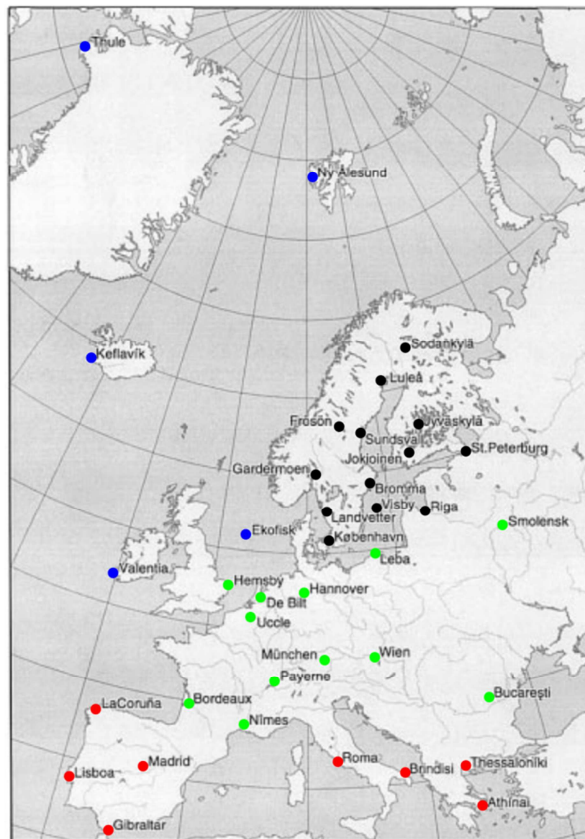 Thule
Ny Ålesund
Keflavík
Sodankylä
Luleå
Frösön
Jyväskylä
Sundsval
St.Peterburg
Jokioinen
Gardermoen
Bromma
Visby
Riga
Landvetter
Smolensk
Ekofisk
København
Leba
Valentia
Hemsby
Hannover
De Bilt
Uccle
München
Wien
Payerne
Bucareşti
LaCoruña
Bordeaux
Nîmes
Roma
Thessaloniki
Madrid
Brindisi
Lisboa
Athínai
Gibraltar